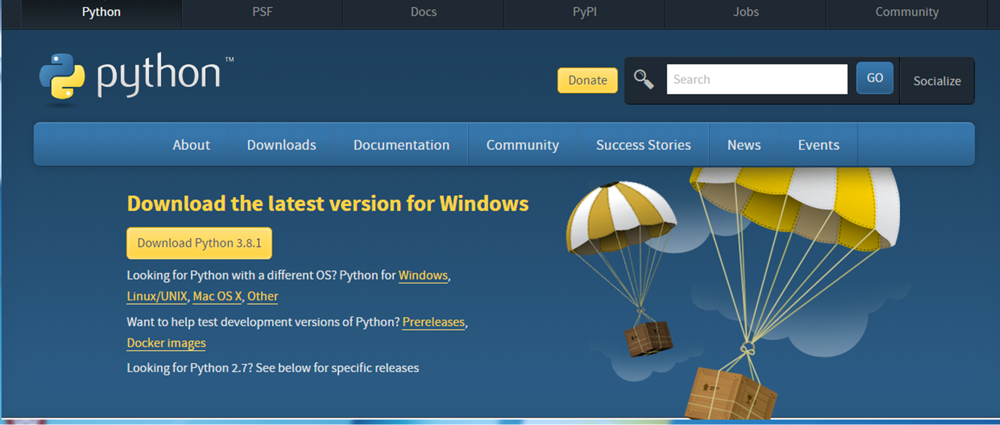 Python PSF Docs PyPI Jobs Community
python™
Donate Search GO Socialize
About Downloads Documentation Community Success Stories News Events
Download the latest version for Windows
Download Python 3.8.1
Looking for Python with a different OS? Python for Windows,
Linux/UNIX, Mac OS X, Other
Want to help test development versions of Python? Prereleases,
Docker images
Looking for Python 2.7? See below for specific releases